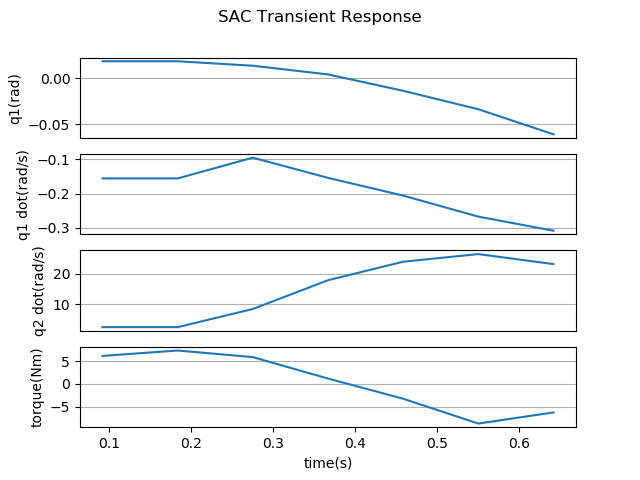 SAC Transient Response
q1(rad)
0.00
−0.05
q1 dot(rad/s)
−0.1
−0.2
−0.3
q2 dot(rad/s)
20
10
torque(Nm)
5
0
−5
0.1 0.2 0.3 0.4 0.5 0.6
time(s)